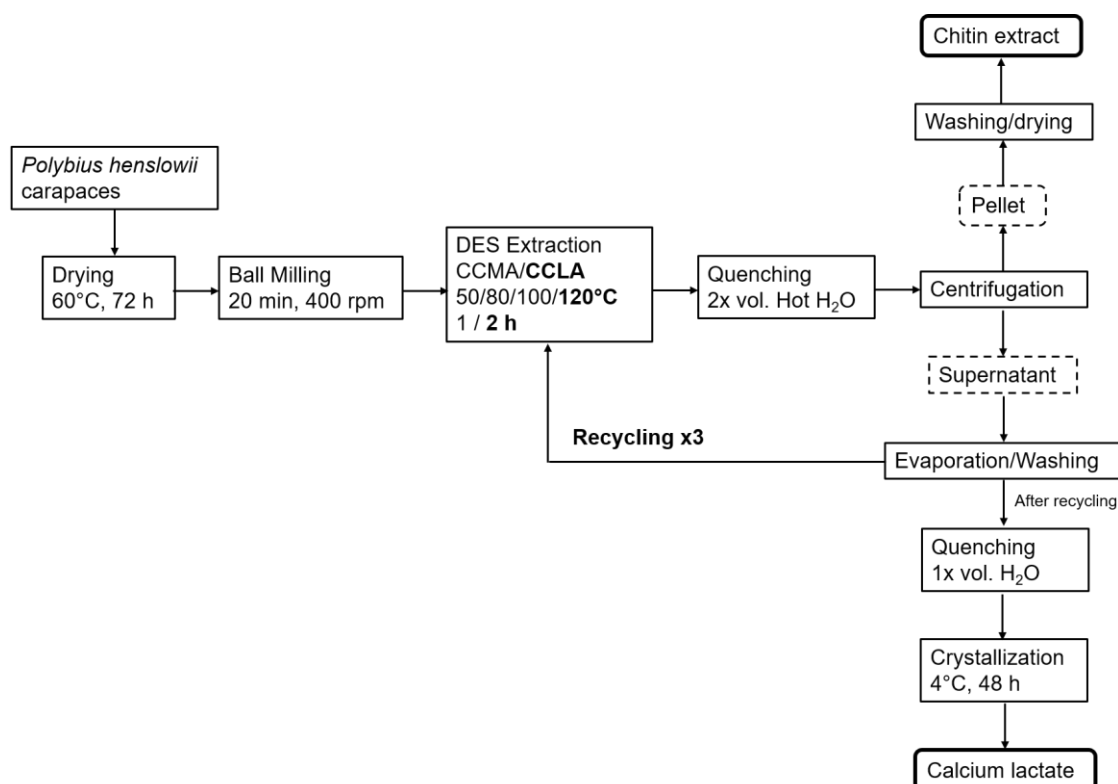 Chitin extract
Washing/drying
Polybius henslowii
carapaces
Pellet
Drying
60°C, 72 h
Ball Milling
20 min, 400 rpm
DES Extraction
CCMA/CCLA
50/80/100/120°C
1 / 2 h
Quenching
2x vol. Hot H₂O
Centrifugation
Supernatant
Recycling x3
Evaporation/Washing
After recycling
Quenching
1x vol. H₂O
Crystallization
4°C, 48 h
Calcium lactate